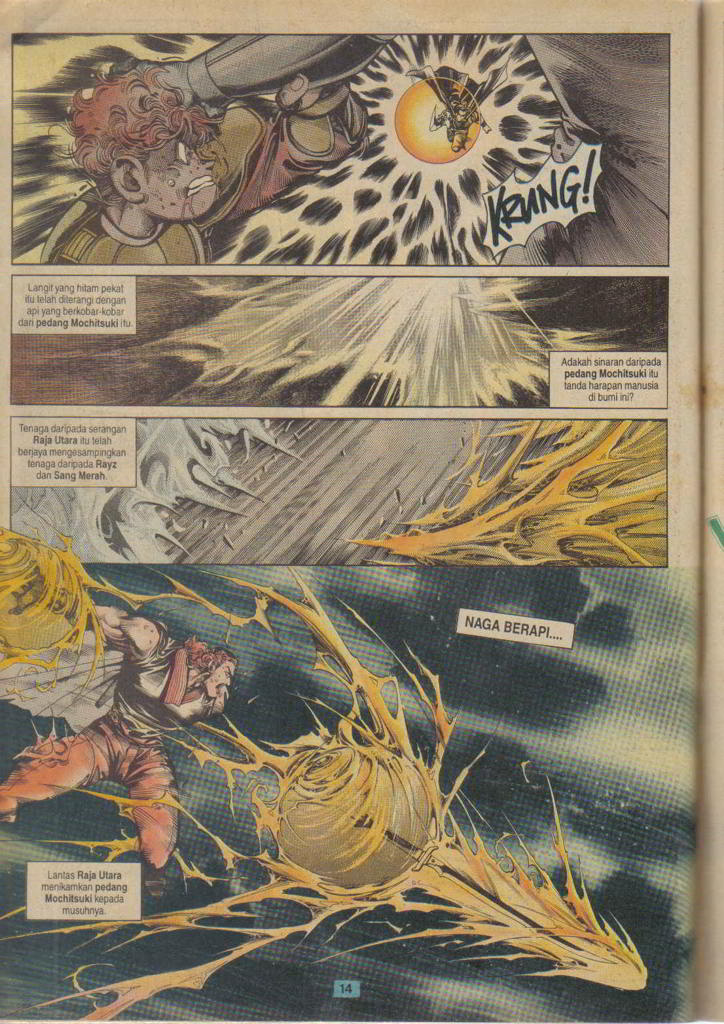 KRUNG!
Langit yang hitam pekat
itu telah diterangi dengan
api yang berkobar-kobar
dari pedang Mochitsuki itu.
Adakah sinaran daripada
pedang Mochitsuki itu
tanda harapan manusia
di bumi ini?
Tenaga daripada serangan
Raja Utara itu telah
berjaya mengesampingkan
tenaga daripada Rayz
dan Sang Merah.
NAGA BERAPI....
Lantas Raja Utara
menikamkan pedang
Mochitsuki kepada
musuhnya.
14